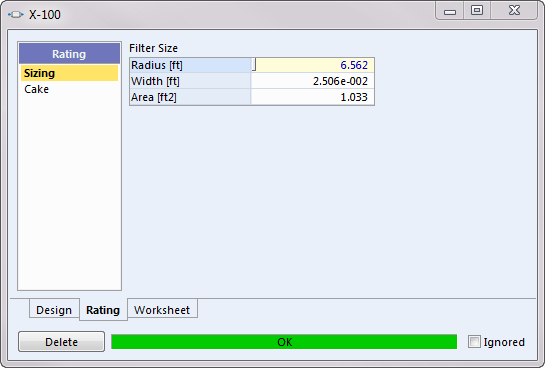 X-100
Rating
Sizing
Cake
Filter Size
Radius [ft] 6.562
Width [ft] 2.506e-002
Area [ft2] 1.033
Design Rating Worksheet
Delete OK Ignored